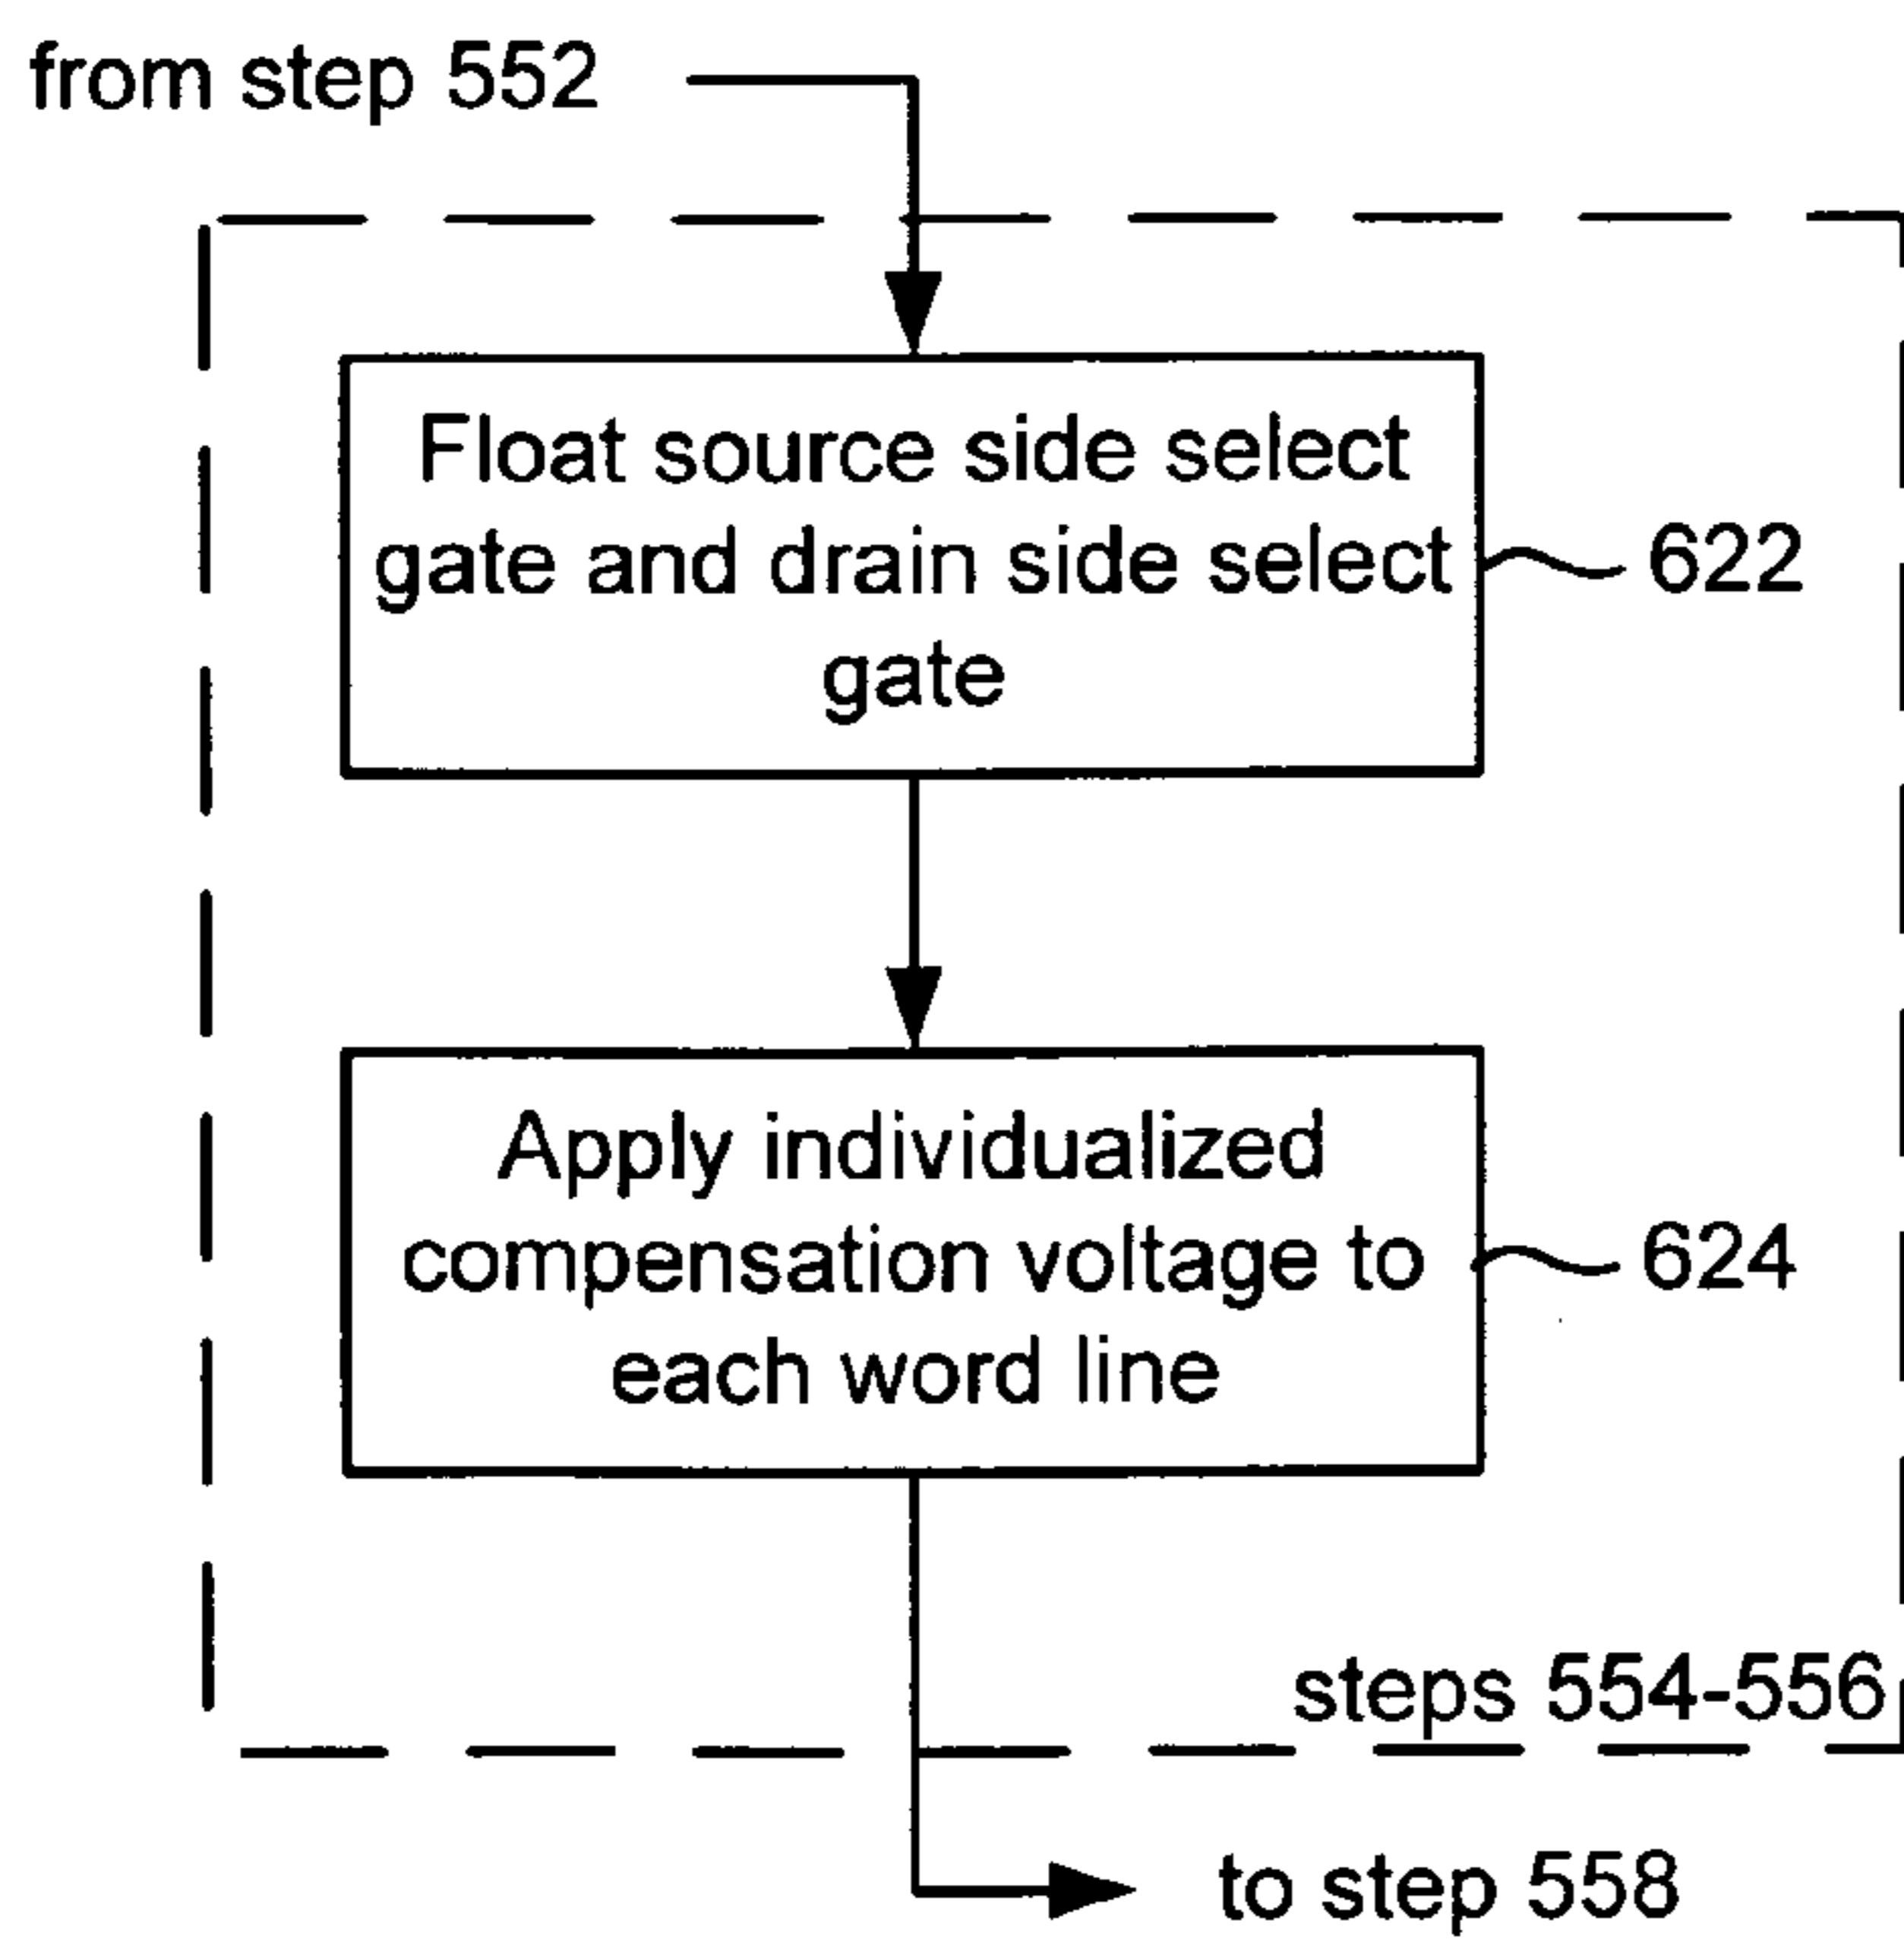 from step 552
Float source side select
gate and drain side select
gate
622
Apply individualized
compensation voltage to
each word line
624
steps 554-556
to step 558